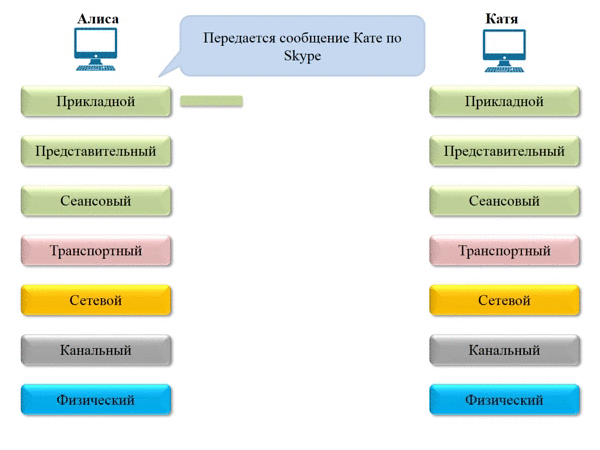 Алиса
Катя
Передается сообщение Кате по
Skype
Прикладной
Прикладной
Представительный
Представительный
Сеансовый
Сеансовый
Транспортный
Транспортный
Сетевой
Сетевой
Канальный
Канальный
Физический
Физический